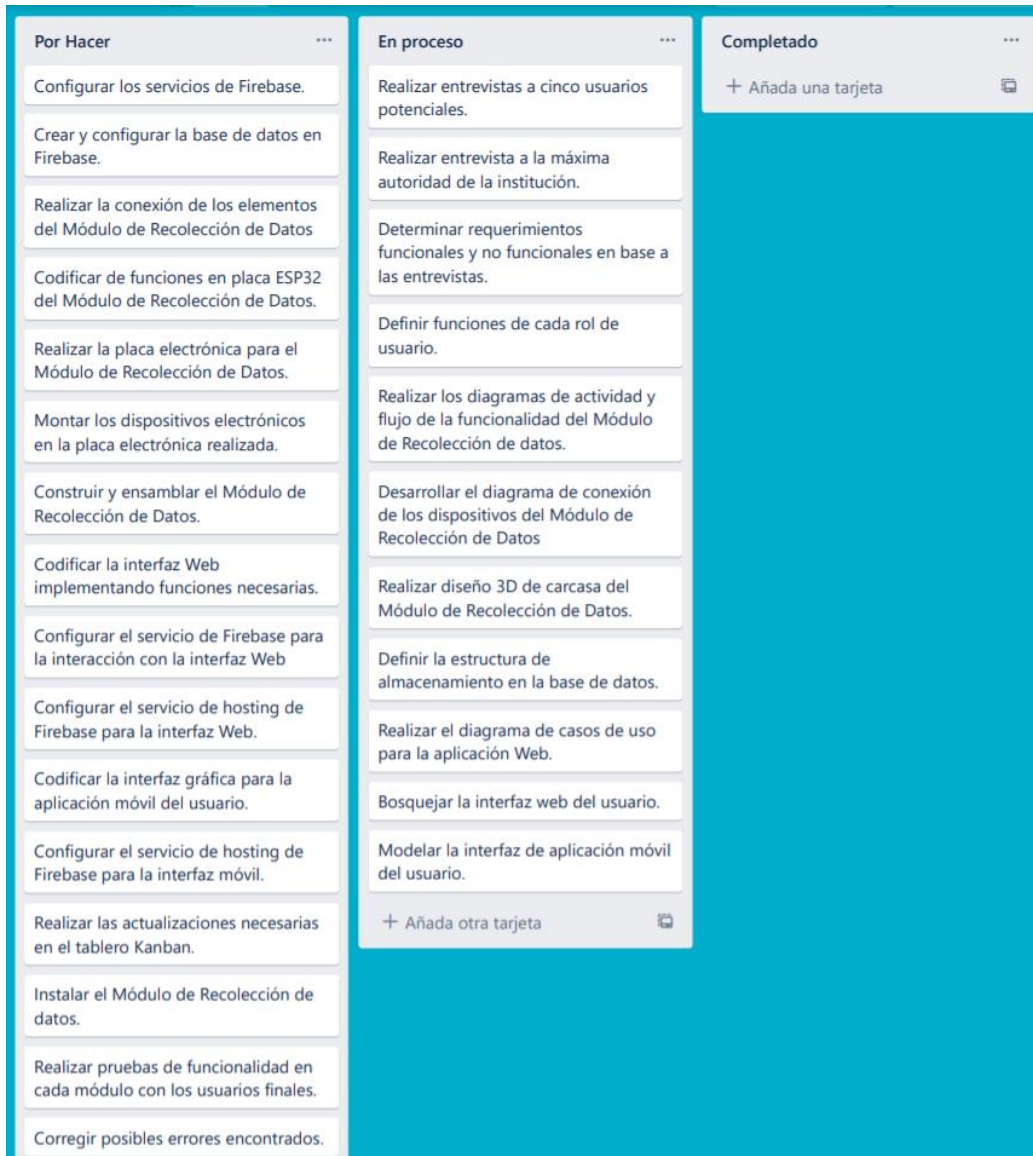 Por Hacer
Configurar los servicios de Firebase.
Crear y configurar la base de datos en
Firebase.
Realizar la conexión de los elementos
del Módulo de Recolección de Datos
Codificar de funciones en placa ESP32
del Módulo de Recolección de Datos.
Realizar la placa electrónica para el
Módulo de Recolección de Datos.
Montar los dispositivos electrónicos
en la placa electrónica realizada.
Construir y ensamblar el Módulo de
Recolección de Datos.
Codificar la interfaz Web
implementando funciones necesarias.
Configurar el servicio de Firebase para
la interacción con la interfaz Web
Configurar el servicio de hosting de
Firebase para la interfaz Web.
Codificar la interfaz gráfica para la
aplicación móvil del usuario.
Configurar el servicio de hosting de
Firebase para la interfaz móvil.
Realizar las actualizaciones necesarias
en el tablero Kanban.
Instalar el Módulo de Recolección de
datos.
Realizar pruebas de funcionalidad en
cada módulo con los usuarios finales.
Corregir posibles errores encontrados.
En proceso
Realizar entrevistas a cinco usuarios
potenciales.
Realizar entrevista a la máxima
autoridad de la institución.
Determinar requerimientos
funcionales y no funcionales en base a
las entrevistas.
Definir funciones de cada rol de
usuario.
Realizar los diagramas de actividad y
flujo de la funcionalidad del Módulo
de Recolección de datos.
Desarrollar el diagrama de conexión
de los dispositivos del Módulo de
Recolección de Datos
Realizar diseño 3D de carcasa del
Módulo de Recolección de Datos.
Definir la estructura de
almacenamiento en la base de datos.
Realizar el diagrama de casos de uso
para la aplicación Web.
Bosquejar la interfaz web del usuario.
Modelar la interfaz de aplicación móvil
del usuario.
+ Añada otra tarjeta
Completado
+ Añada una tarjeta